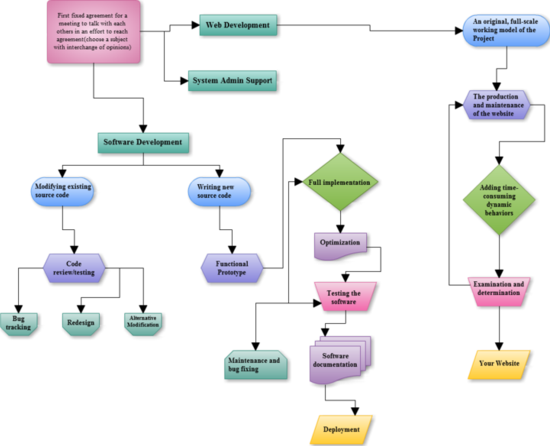 First fixed agreement for a
meeting to talk with each
others in an effort to reach
agreement(choose a subject
with interchange of opinions)
Web Development
An original, full-scale
working model of the
Project
System Admin Support
The production
and maintenance
of the website
Software Development
Modifying existing
source code
Writing new
source code
Full implementation
Adding time-
consuming
dynamic
behaviors
Optimization
Code
review/testing
Functional
Prototype
Testing the
software
Examination and
determination
Bug
tracking
Redesign
Alternative
Modification
Maintenance and
bug fixing
Software
documentation
Your Website
Deployment